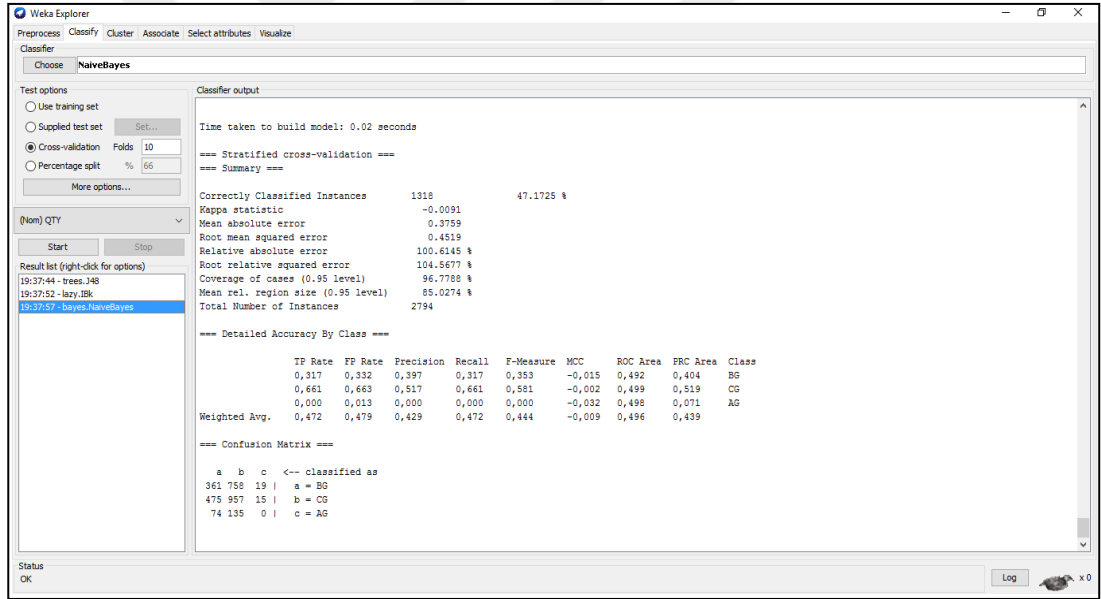 Weka Explorer
Preprocess Classify Cluster Associate Select attributes Visualize
Classifier
Choose NaiveBayes
Test options
Use training set
Supplied test set Set...
Cross-validation Folds 10
Percentage split % 66
More options...
(Nom) QTY
Start Stop
Result list (right-click for options)
19:37:44 - trees.J48
19:37:52 - lazy.IBk
19:37:57 - bayes.NaiveBayes
Classifier output
Time taken to build model: 0.02 seconds
=== Stratified cross-validation ===
=== Summary ===
Correctly Classified Instances 1318 47.1725 %
Kappa statistic -0.0091
Mean absolute error 0.3759
Root mean squared error 0.4519
Relative absolute error 100.6145 %
Root relative squared error 104.5677 %
Coverage of cases (0.95 level) 96.7788 %
Mean rel. region size (0.95 level) 85.0274 %
Total Number of Instances 2794
=== Detailed Accuracy By Class ===
TP Rate FP Rate Precision Recall F-Measure MCC ROC Area PRC Area Class
0,317 0,332 0,397 0,317 0,353 -0,015 0,492 0,404 BG
0,661 0,663 0,517 0,661 0,581 -0,002 0,499 0,519 CG
0,000 0,013 0,000 0,000 0,000 -0,032 0,498 0,071 AG
Weighted Avg. 0,472 0,479 0,429 0,472 0,444 -0,009 0,496 0,439
=== Confusion Matrix ===
a b c <-- classified as
361 758 19 | a = BG
475 957 15 | b = CG
74 135 0 | c = AG
Status
OK
Log x 0